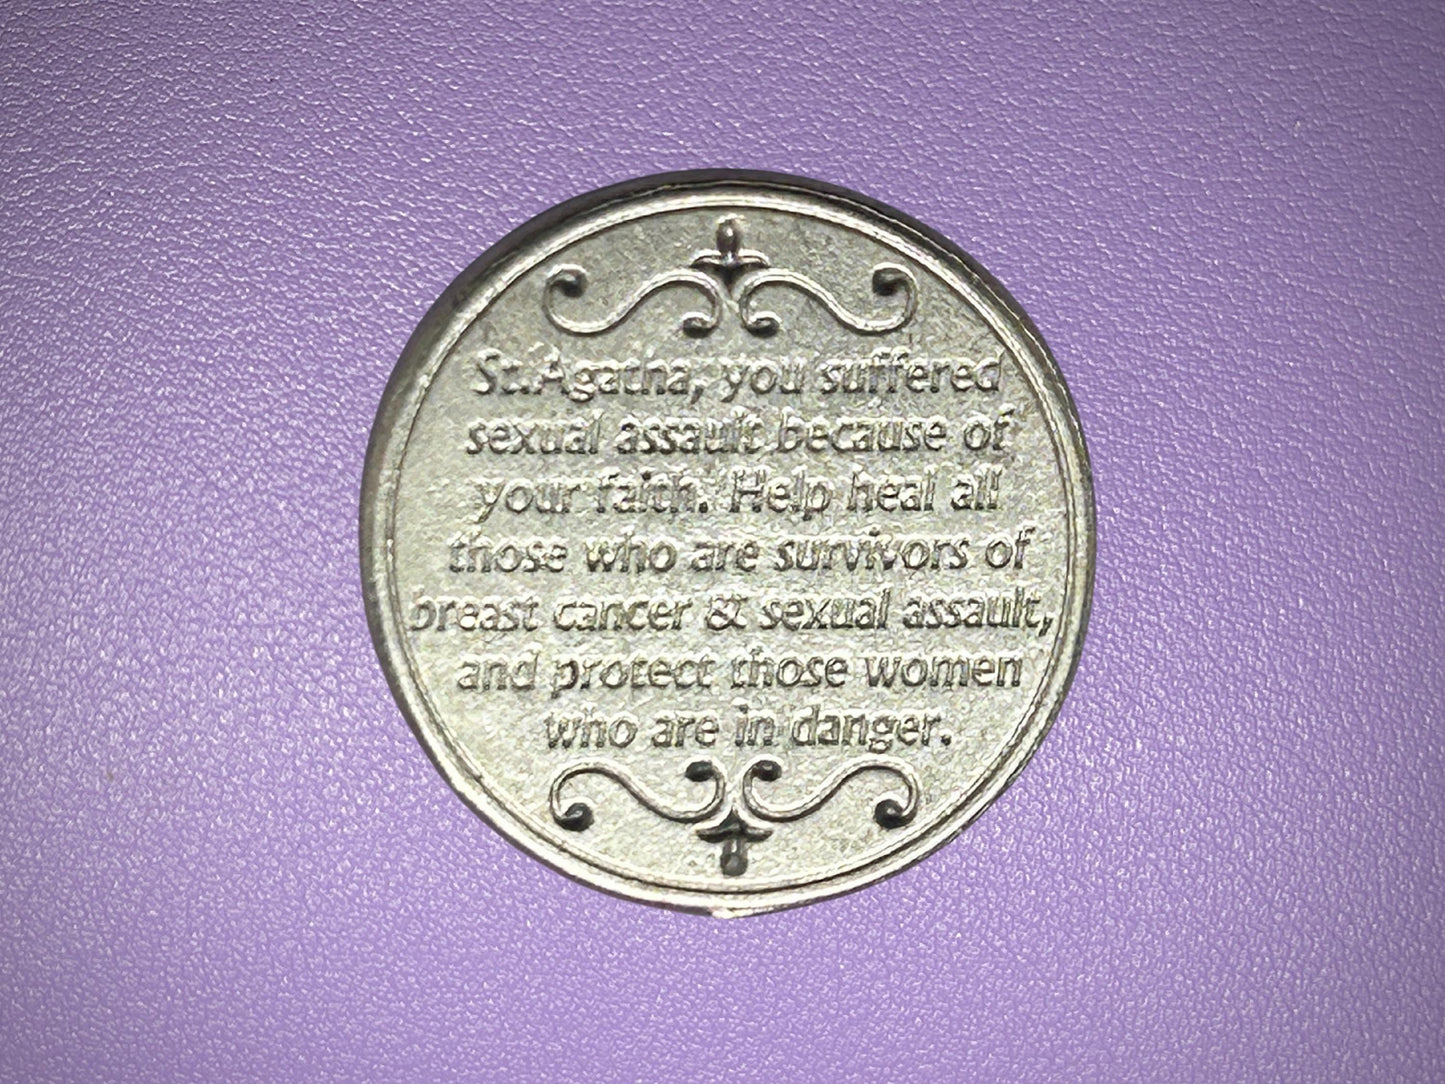 St. Agatha, you suffered
sexual assault because of
your faith. Help heal all
those who are survivors of
breast cancer & sexual assault,
and protect those women
who are in danger.